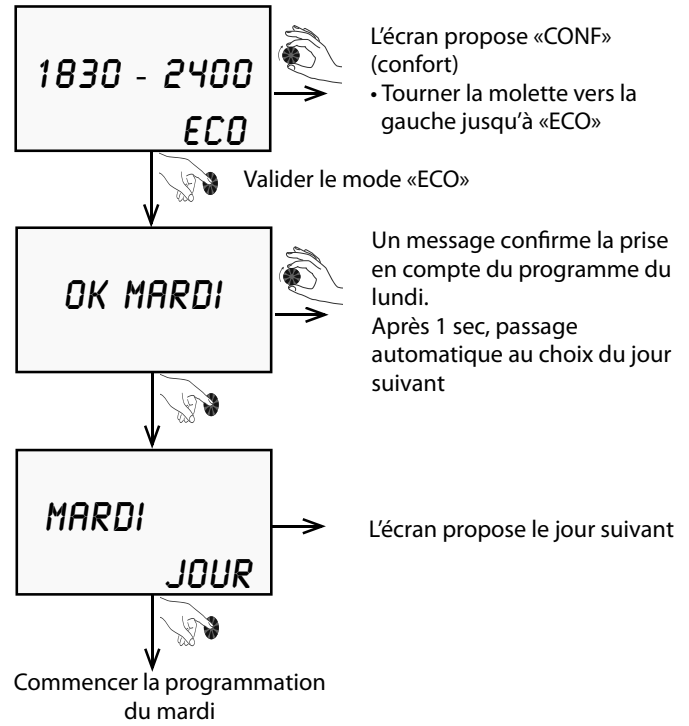 1830 - 2400
ECO
L'écran propose «CONF»
(confort)
• Tourner la molette vers la
gauche jusqu'à «ECO»
Valider le mode «ECO»
OK MARDI
Un message confirme la prise
en compte du programme du
lundi.
Après 1 sec, passage
automatique au choix du jour
suivant
MARDI
JOUR
L'écran propose le jour suivant
Commencer la programmation
du mardi